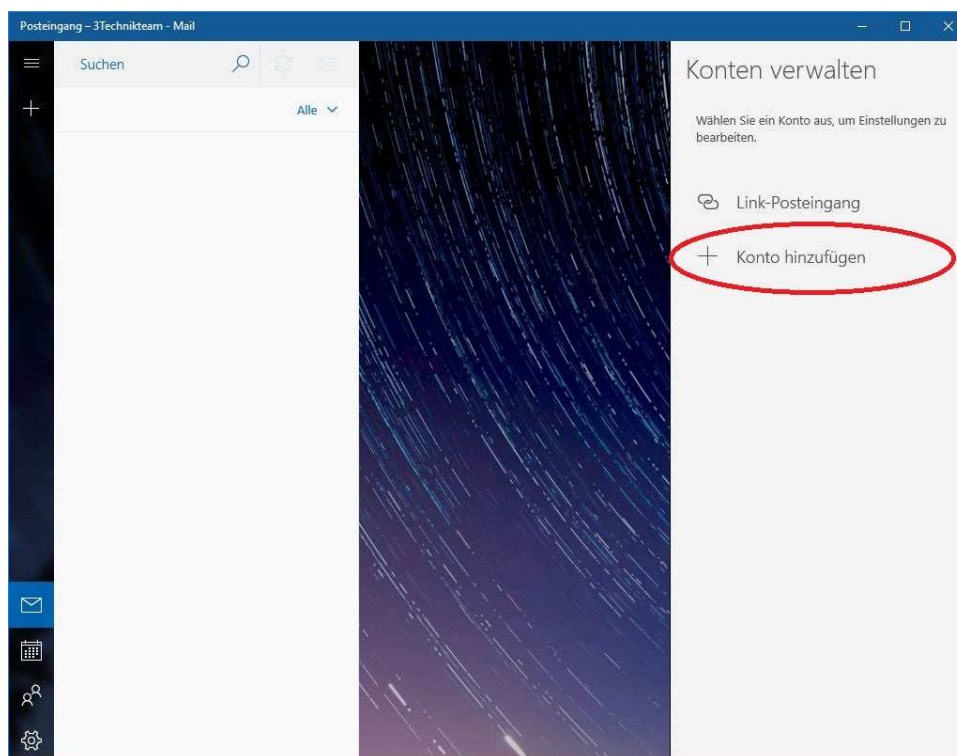 Posteingang – 3Technikteam - Mail
Suchen
Alle
Konten verwalten
Wählen Sie ein Konto aus, um Einstellungen zu
bearbeiten.
Link-Posteingang
Konto hinzufügen